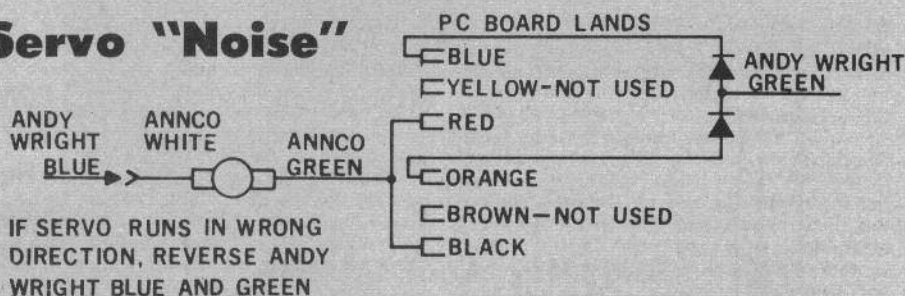 Servo "Noise"
PC BOARD LANDS
BLUE
YELLOW-NOT USED
RED
ORANGE
BROWN-NOT USED
BLACK
ANDY WRIGHT
GREEN
ANDY
WRIGHT
BLUE
ANNCO
WHITE
ANNCO
GREEN
IF SERVO RUNS IN WRONG
DIRECTION, REVERSE ANDY
WRIGHT BLUE AND GREEN